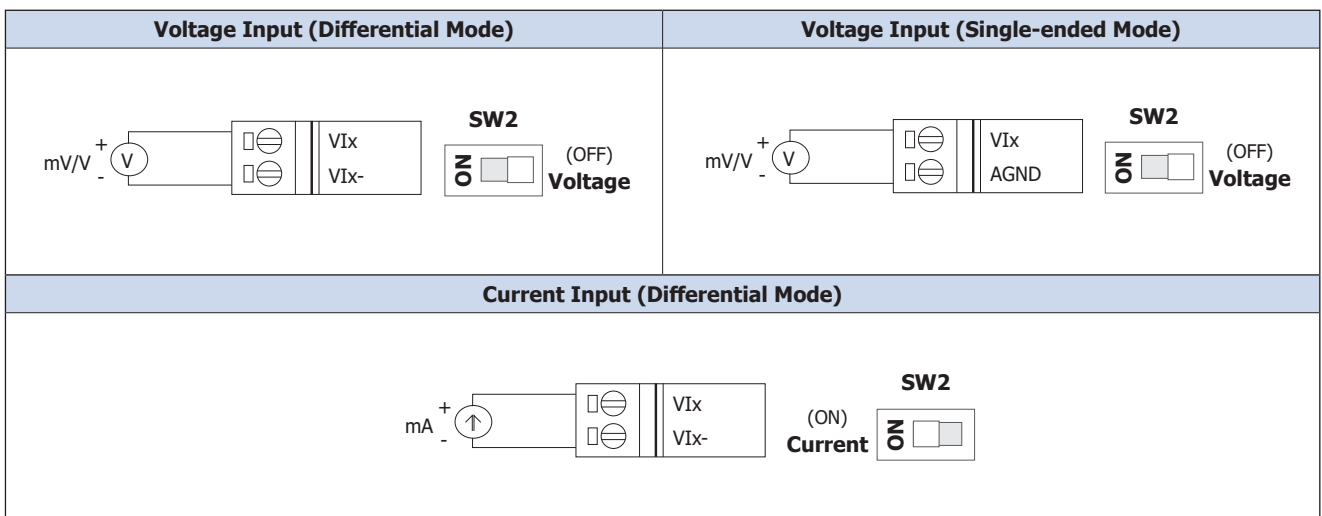 Voltage Input (Differential Mode)
Voltage Input (Single-ended Mode)
mV/V
+
-
V
VIx
VIx-
SW2
ON
(OFF)
Voltage
mV/V
+
-
V
VIx
AGND
SW2
ON
(OFF)
Voltage
Current Input (Differential Mode)
mA
+
-
VIx
VIx-
(ON)
Current
SW2
ON